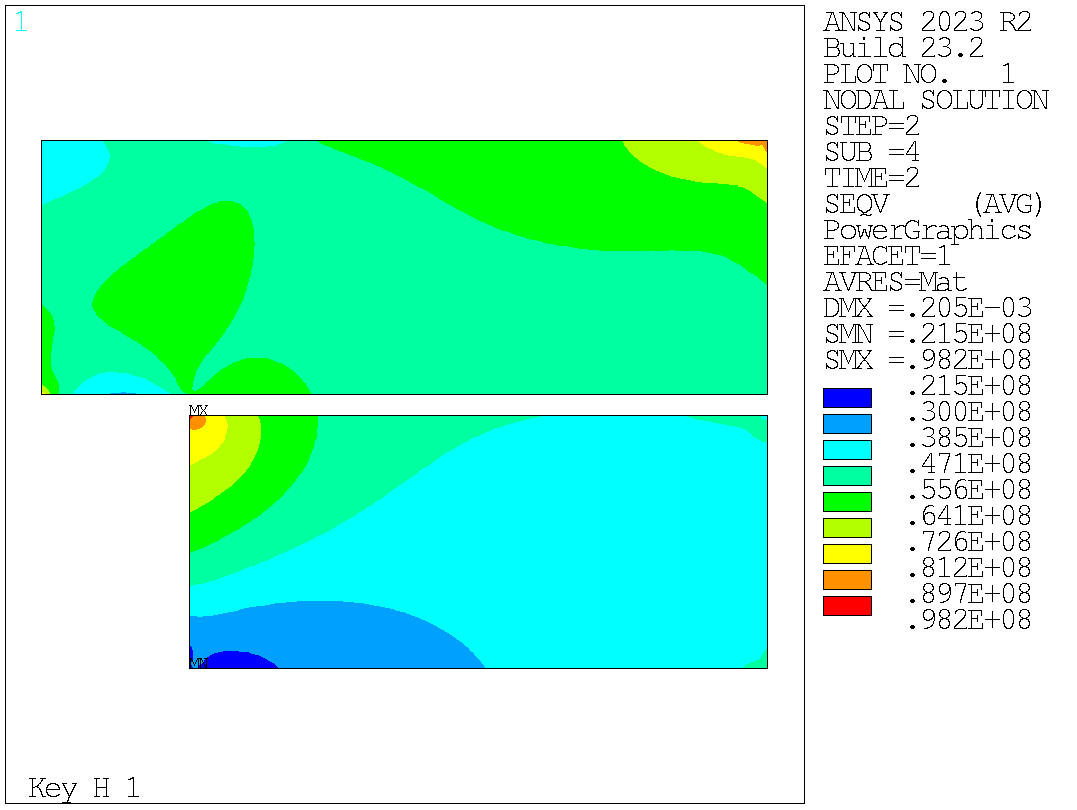 1
ANSYS 2023 R2
Build 23.2
PLOT NO. 1
NODAL SOLUTION
STEP=2
SUB =4
TIME=2
SEQV (AVG)
PowerGraphics
EFACET=1
AVRES=Mat
DMX =.205E-03
SMN =.215E+08
SMX =.982E+08
.215E+08
.300E+08
.385E+08
.471E+08
.556E+08
.641E+08
.726E+08
.812E+08
.897E+08
.982E+08
MX
MN
Key H 1